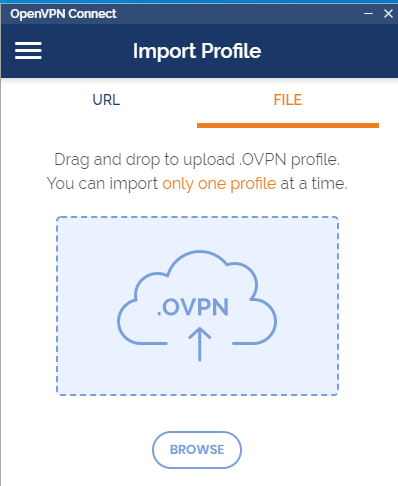 OpenVPN Connect
Import Profile
URL
FILE
Drag and drop to upload .OVPN profile.
You can import only one profile at a time.
.OVPN
BROWSE